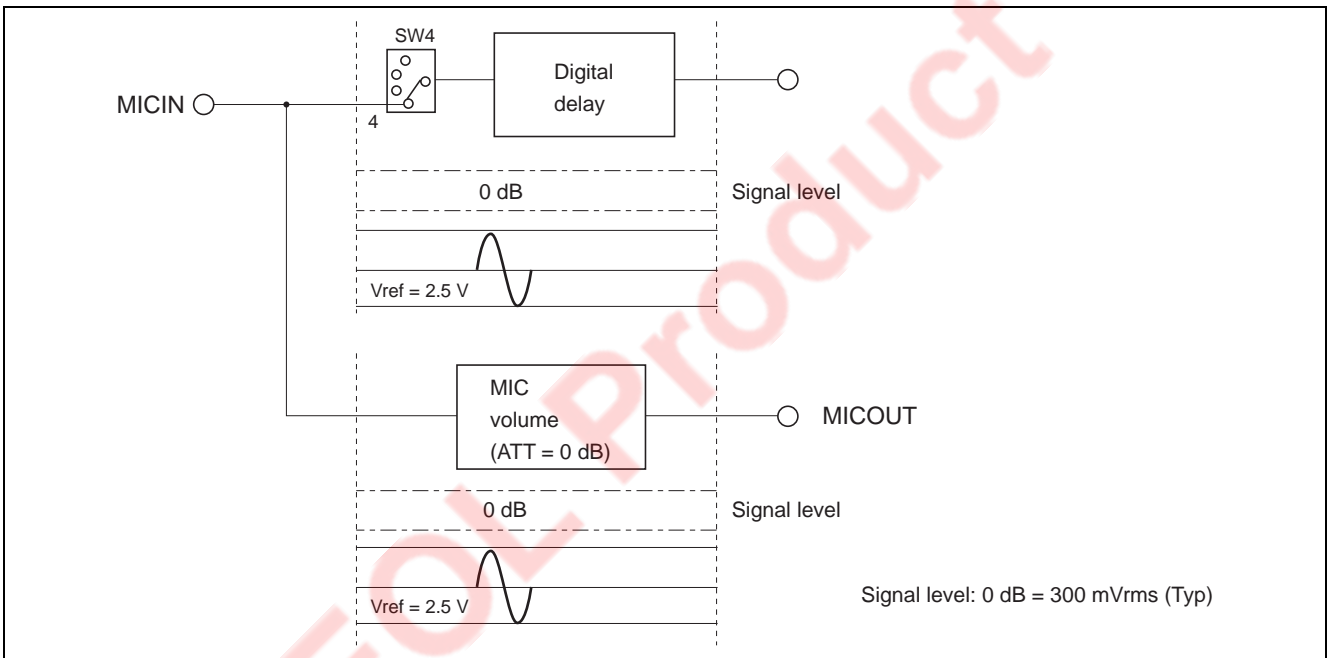 SW4
Digital
delay
MICIN
4
0 dB
Signal level
Vref = 2.5 V
MIC
volume
(ATT = 0 dB)
MICOUT
0 dB
Signal level
Vref = 2.5 V
Signal level: 0 dB = 300 mVrms (Typ)
EOL Product